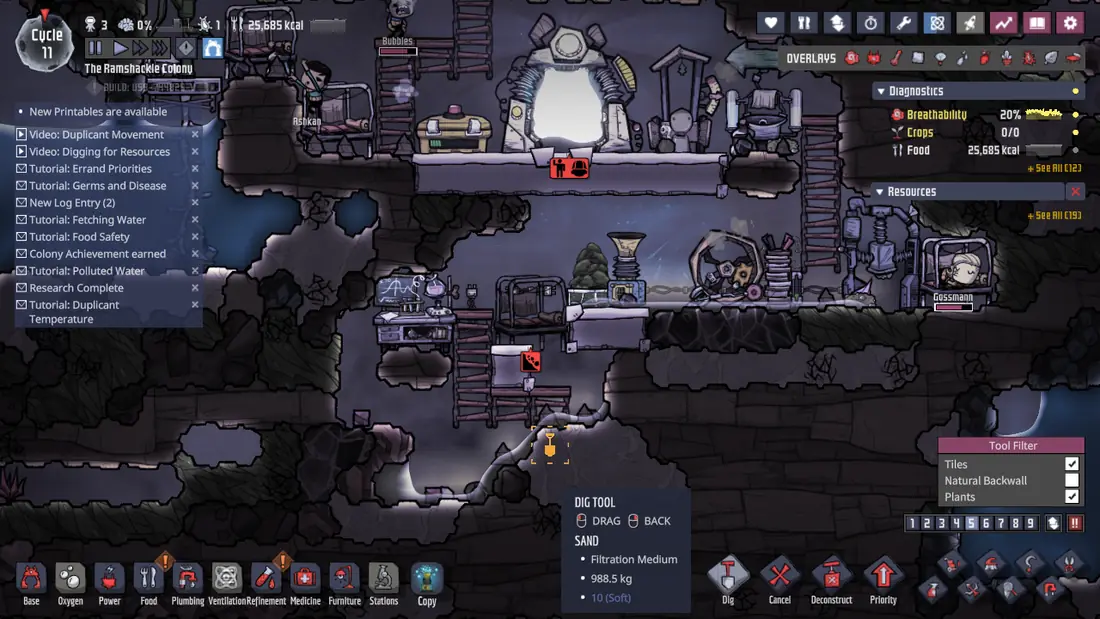 Cycle
11
3
0%
1
25,685 kcal
The Ramshackle Colony
New Printables are available
Video: Duplicant Movement
Video: Digging for Resources
Tutorial: Errand Priorities
Tutorial: Germs and Disease
New Log Entry (2)
Tutorial: Fetching Water
Tutorial: Food Safety
Colony Achievement earned
Tutorial: Polluted Water
Research Complete
Tutorial: Duplicant
Temperature
Bubbles
Ashkan
Gossmann
OVERLAYS
Diagnostics
Breathability 20%
Crops 0/0
Food 25,685 kcal
+ See All (12)
Resources
+ See All (19)
Tool Filter
Tiles
Natural Backwall
Plants
1 2 3 4 5 6 7 8 9 !!
DIG TOOL
DRAG BACK
SAND
Filtration Medium
988.5 kg
10 (Soft)
Base
Oxygen
Power
Food
Plumbing
Ventilation
Refinement
Medicine
Furniture
Stations
Copy
Dig
Cancel
Deconstruct
Priority